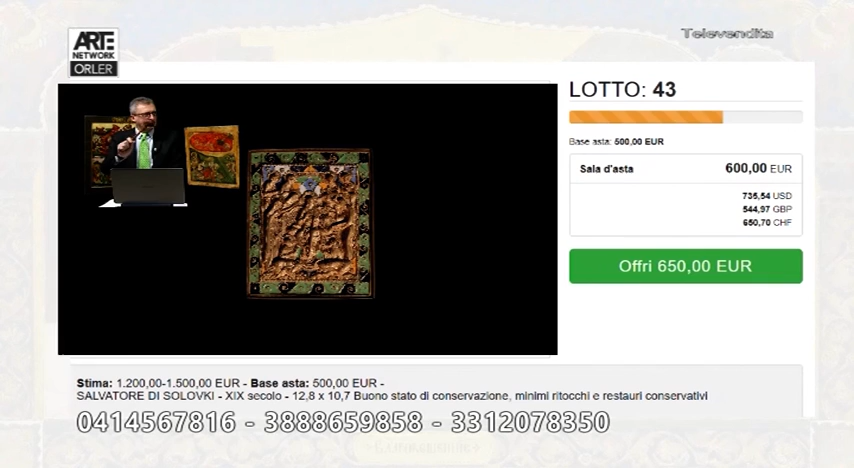 ARTE
NETWORK
ORLER
Televendita
LOTTO: 43
Base asta: 500,00 EUR
Sala d'asta 600,00 EUR
735,54 USD
544,97 GBP
650,70 CHF
Offri 650,00 EUR
Stima: 1.200,00-1.500,00 EUR - Base asta: 500,00 EUR -
SALVATORE DI SOLOVKI - XIX secolo - 12,8 x 10,7 Buono stato di conservazione, minimi ritocchi e restauri conservativi
0414567816 - 3888659858 - 3312078350